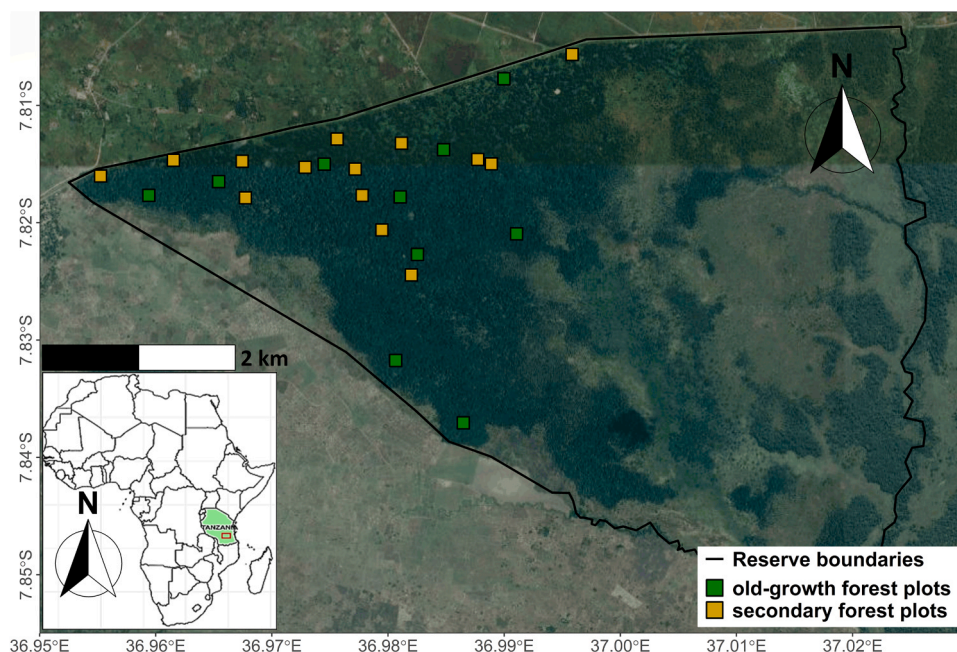 N
7.81°S
7.82°S
7.83°S
7.84°S
7.85°S
2 km
TANZANIA
N
Reserve boundaries
old-growth forest plots
secondary forest plots
36.95°E
36.96°E
36.97°E
36.98°E
36.99°E
37.00°E
37.01°E
37.02°E